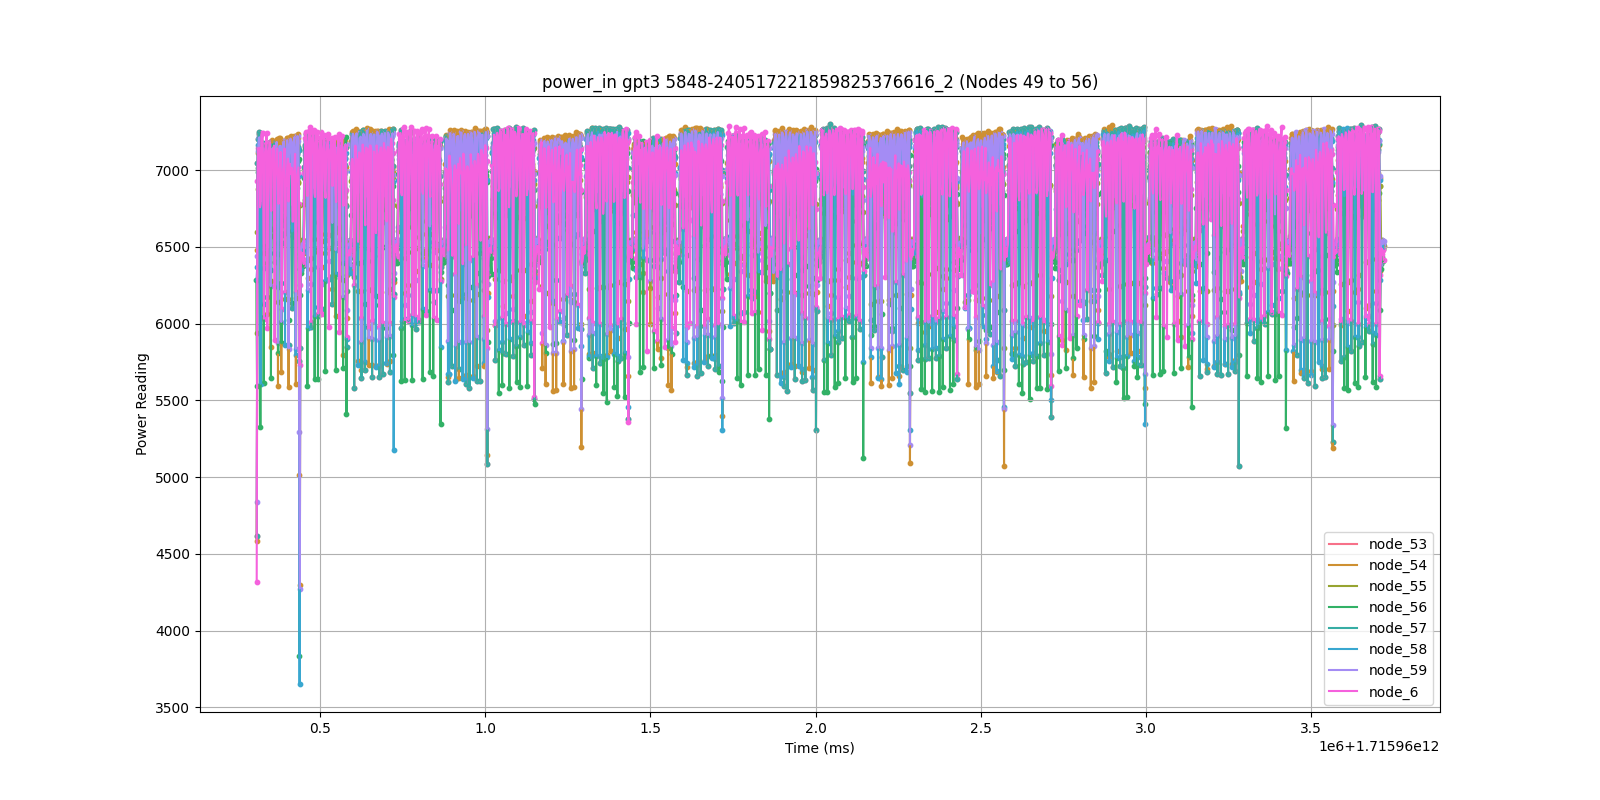 power_in gpt3 5848-240517221859825376616_2 (Nodes 49 to 56)
Power Reading
7000
6500
6000
5500
5000
4500
4000
3500
node_53
node_54
node_55
node_56
node_57
node_58
node_59
node_6
0.5 1.0 1.5 2.0 2.5 3.0 3.5
Time (ms)
1e6+1.71596e12